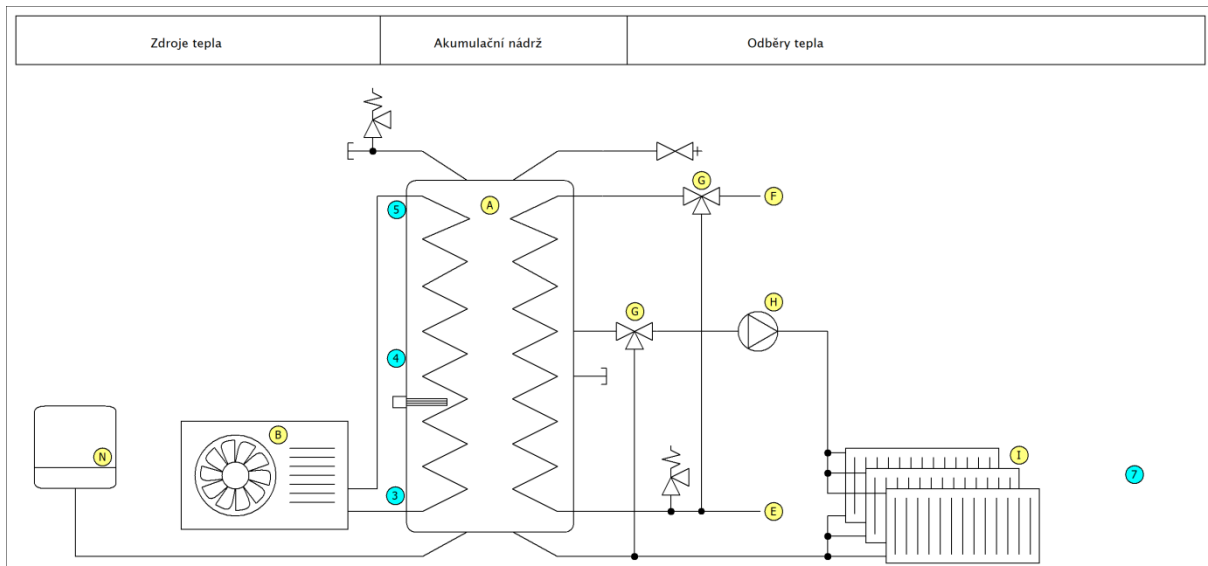 Zdroje tepla
Akumulační nádrž
Odběry tepla
A
G
F
5
G
H
4
B
N
I
7
3
E